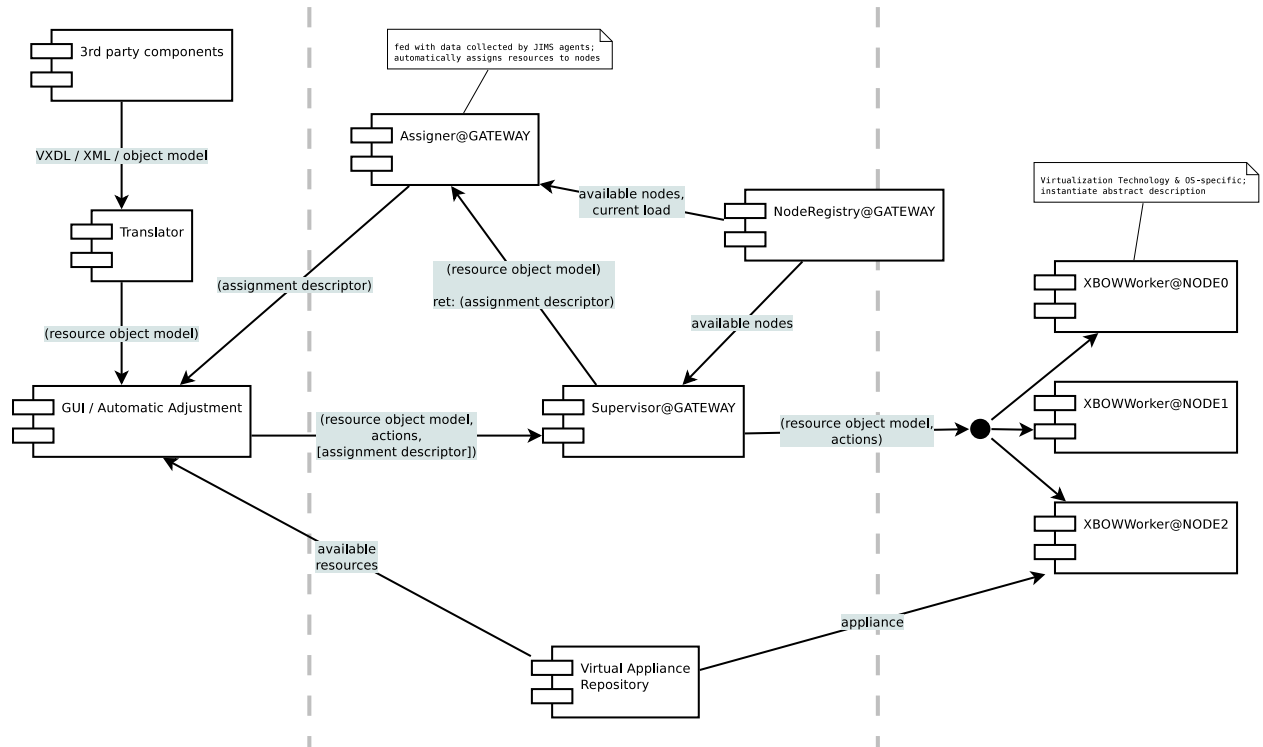 3rd party components
fed with data collected by JIMS agents;
automatically assigns resources to nodes
Assigner@GATEWAY
VXDL / XML / object model
Virtualization Technology & OS-specific;
instantiate abstract description
available nodes,
current load
NodeRegistry@GATEWAY
Translator
(resource object model)
ret: (assignment descriptor)
(assignment descriptor)
XBOWWorker@NODE0
available nodes
(resource object model)
GUI / Automatic Adjustment
(resource object model,
actions,
[assignment descriptor])
Supervisor@GATEWAY
(resource object model,
actions)
XBOWWorker@NODE1
XBOWWorker@NODE2
available
resources
appliance
Virtual Appliance
Repository